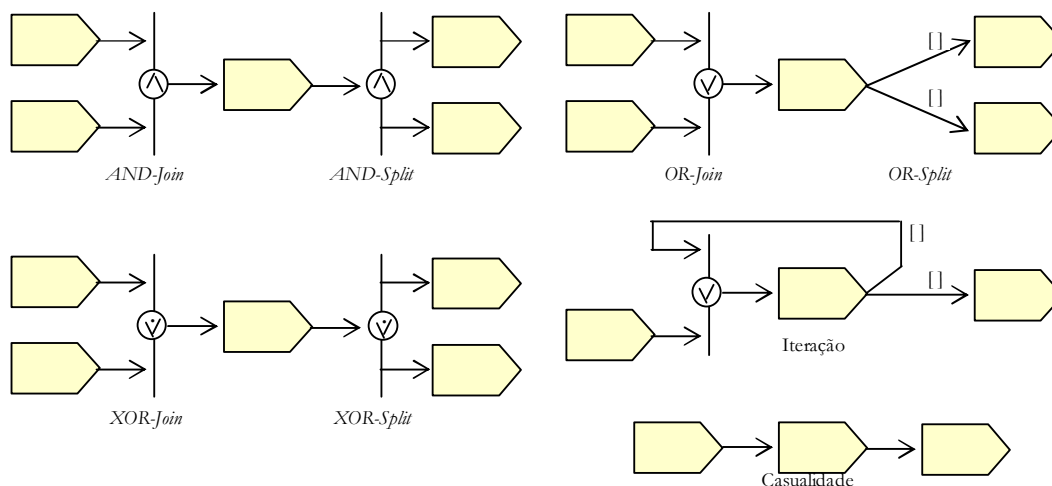 [ ]
[ ]
AND-Join
AND-Split
OR-Join
OR-Split
[ ]
[ ]
Iteração
XOR-Join
XOR-Split
Casualidade